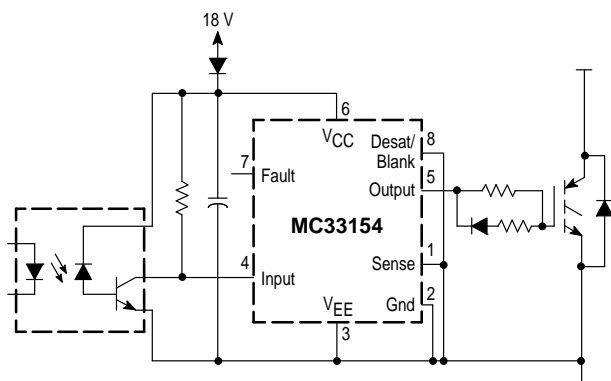 18 V
6
VCC
Desat/
Blank
8
7
Fault
5
Output
MC33154
4
Input
1
Sense
VEE
Gnd
2
3